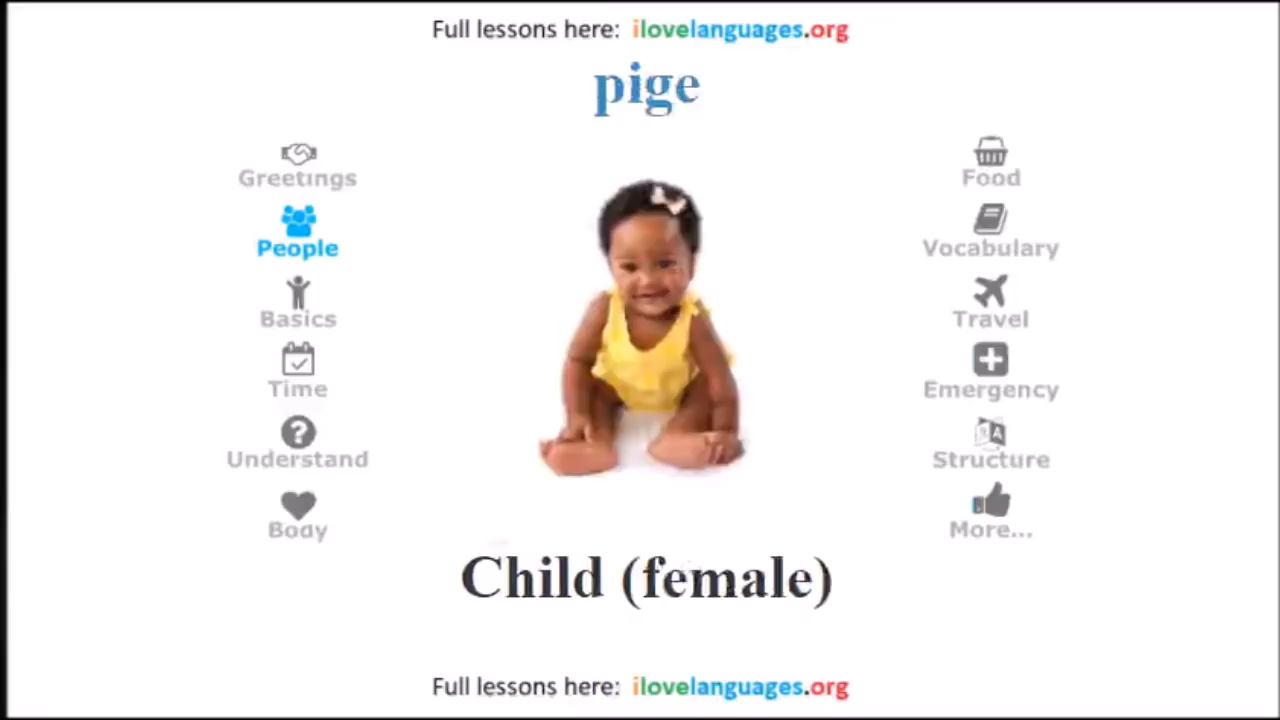 Full lessons here: ilovelanguages.org
pige
Greetings
Food
People
Vocabulary
Basics
Travel
Time
Emergency
Understand
Structure
Body
More...
Child (female)
Full lessons here: ilovelanguages.org